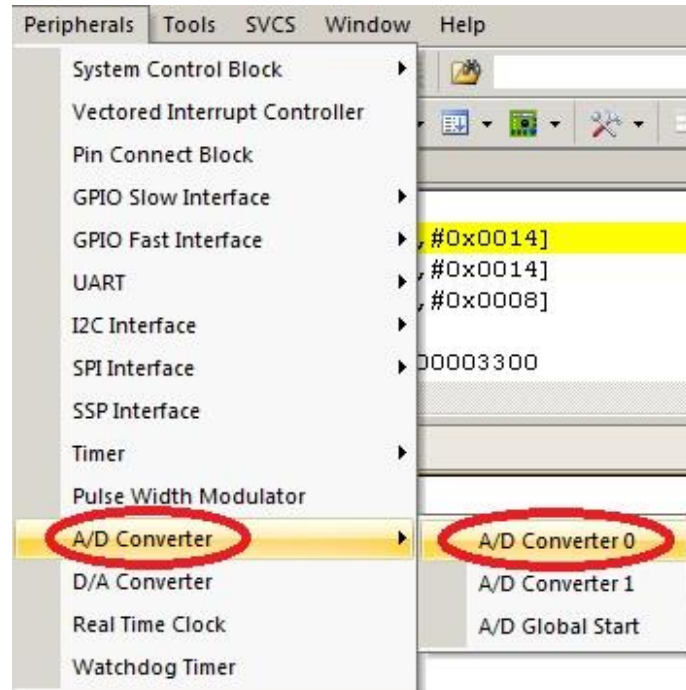 Peripherals Tools SVCS Window Help
System Control Block
Vectored Interrupt Controller
Pin Connect Block
GPIO Slow Interface
GPIO Fast Interface
,#0x0014]
UART
,#0x0014]
I2C Interface
,#0x0008]
SPI Interface
00003300
SSP Interface
Timer
Pulse Width Modulator
A/D Converter
A/D Converter 0
D/A Converter
A/D Converter 1
Real Time Clock
A/D Global Start
Watchdog Timer